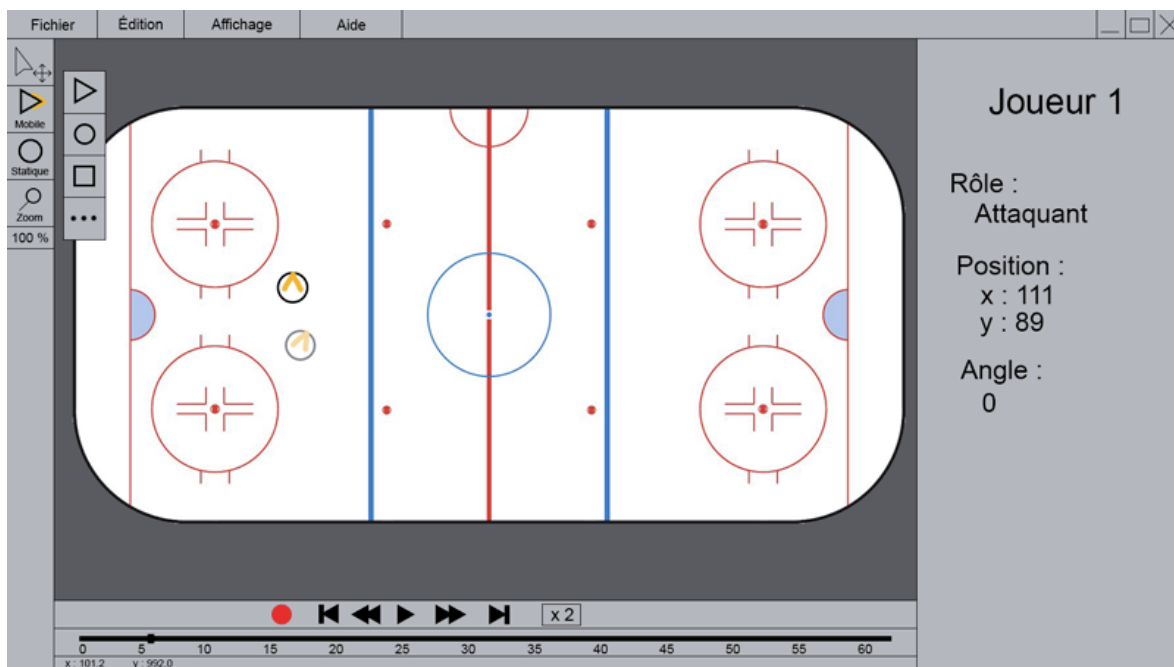 Fichier Édition Affichage Aide
Mobile
Statique
Zoom
100 %
Joueur 1
Rôle :
Attaquant
Position :
x : 111
y : 89
Angle :
0
x 2
0 5 10 15 20 25 30 35 40 45 50 55 60
x : 101.2 y : 992.0